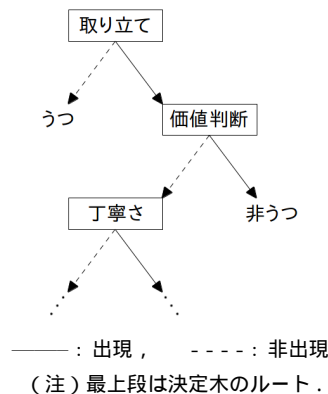 取り立て
うつ
価値判断
丁寧さ
非うつ
———：出現， - - - -：非出現
（注）最上段は決定木のルート．